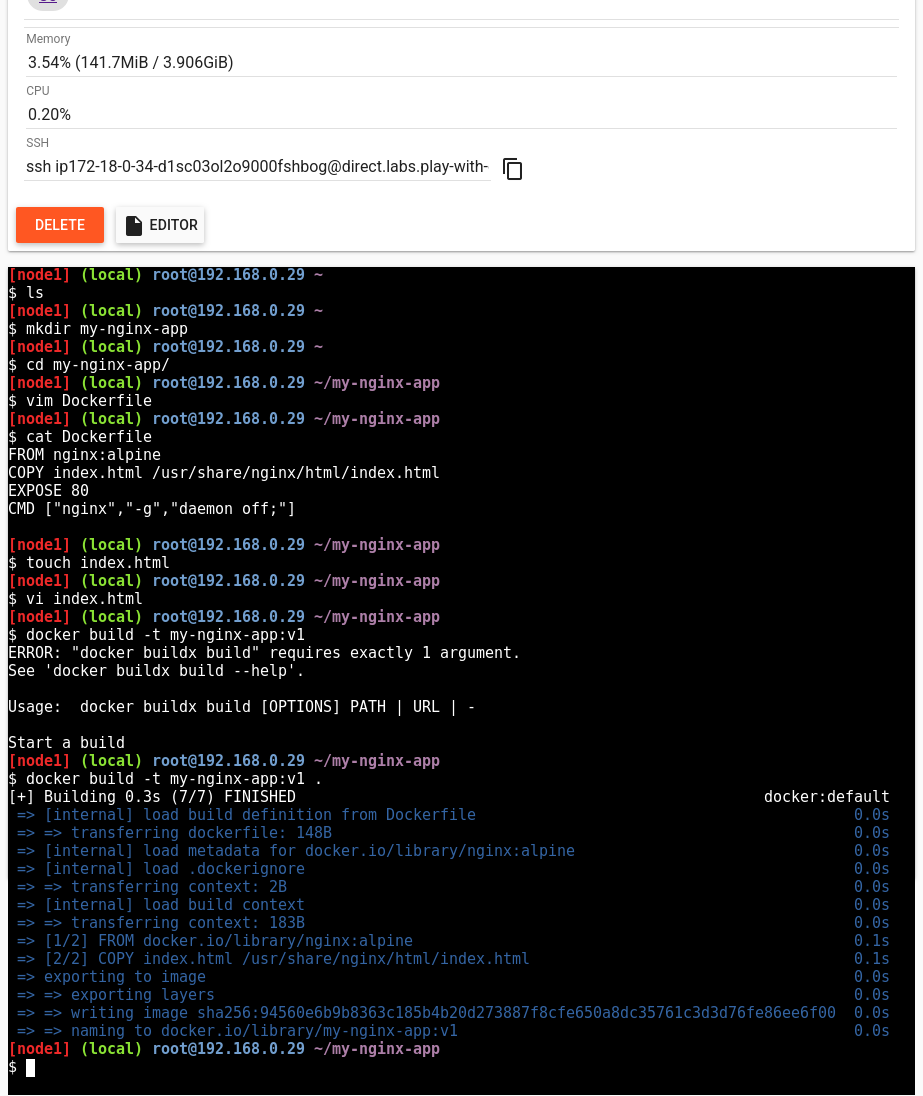 Memory
3.54% (141.7MiB / 3.906GiB)
CPU
0.20%
SSH
ssh ip172-18-0-34-d1sc03ol2o9000fshbog@direct.labs.play-with-
DELETE
EDITOR
[node1] (local) root@192.168.0.29 ~
$ ls
[node1] (local) root@192.168.0.29 ~
$ mkdir my-nginx-app
[node1] (local) root@192.168.0.29 ~
$ cd my-nginx-app/
[node1] (local) root@192.168.0.29 ~/my-nginx-app
$ vim Dockerfile
[node1] (local) root@192.168.0.29 ~/my-nginx-app
$ cat Dockerfile
FROM nginx:alpine
COPY index.html /usr/share/nginx/html/index.html
EXPOSE 80
CMD ["nginx","-g","daemon off;"]
[node1] (local) root@192.168.0.29 ~/my-nginx-app
$ touch index.html
[node1] (local) root@192.168.0.29 ~/my-nginx-app
$ vi index.html
[node1] (local) root@192.168.0.29 ~/my-nginx-app
$ docker build -t my-nginx-app:v1
ERROR: "docker buildx build" requires exactly 1 argument.
See 'docker buildx build --help'.
Usage:  docker buildx build [OPTIONS] PATH | URL | -
Start a build
[node1] (local) root@192.168.0.29 ~/my-nginx-app
$ docker build -t my-nginx-app:v1 .
[+] Building 0.3s (7/7) FINISHED docker:default
=> [internal] load build definition from Dockerfile 0.0s
=> => transferring dockerfile: 148B 0.0s
=> [internal] load metadata for docker.io/library/nginx:alpine 0.0s
=> [internal] load .dockerignore 0.0s
=> => transferring context: 2B 0.0s
=> [internal] load build context 0.0s
=> => transferring context: 183B 0.0s
=> [1/2] FROM docker.io/library/nginx:alpine 0.1s
=> [2/2] COPY index.html /usr/share/nginx/html/index.html 0.1s
=> exporting to image 0.0s
=> => exporting layers 0.0s
=> => writing image sha256:94560e6b9b8363c185b4b20d273887f8cfe650a8dc35761c3d3d76fe86ee6f00 0.0s
=> => naming to docker.io/library/my-nginx-app:v1 0.0s
[node1] (local) root@192.168.0.29 ~/my-nginx-app
$